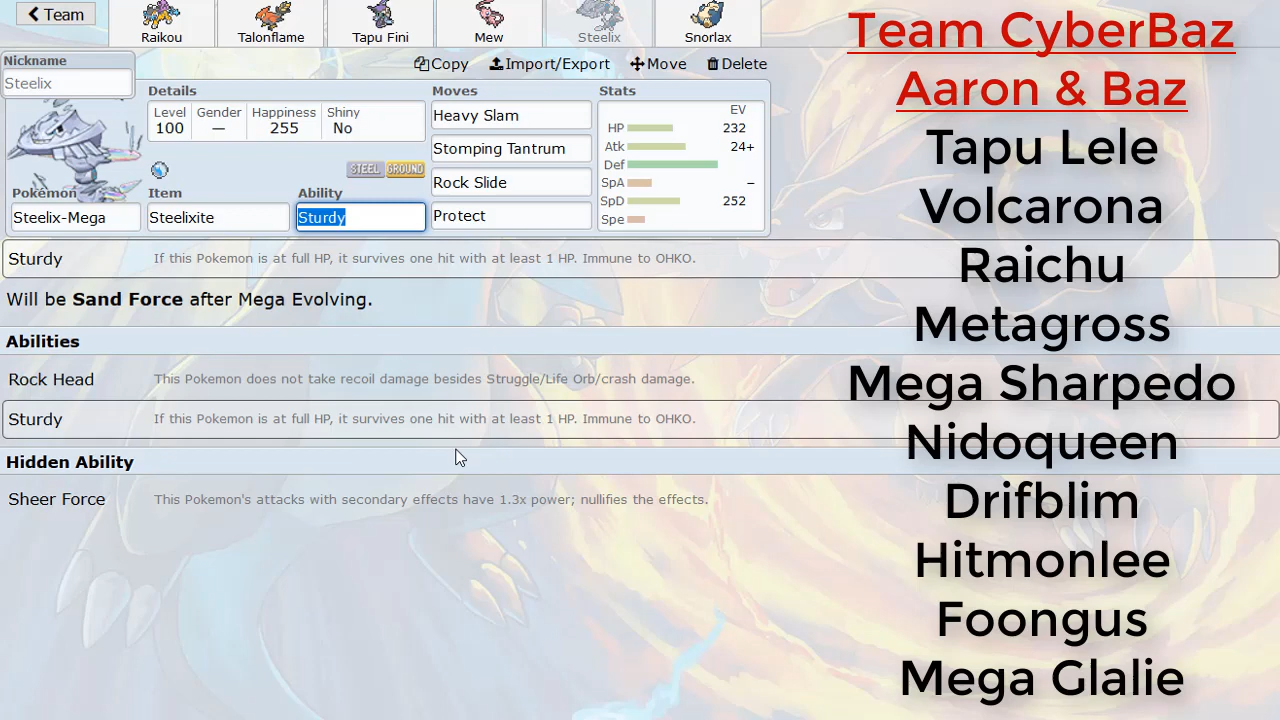 Team
Raikou
Talonflame
Tapu Fini
Mew
Steelix
Snorlax
Nickname
Steelix
Copy
Import/Export
Move
Delete
Details
Level
100
Gender
—
Happiness
255
Shiny
No
STEEL GROUND
Pokémon
Steelix-Mega
Item
Steelixite
Ability
Sturdy
Moves
Heavy Slam
Stomping Tantrum
Rock Slide
Protect
Stats
EV
HP 232
Atk 24+
Def
SpA –
SpD 252
Spe
Sturdy If this Pokemon is at full HP, it survives one hit with at least 1 HP. Immune to OHKO.
Will be Sand Force after Mega Evolving.
Abilities
Rock Head This Pokemon does not take recoil damage besides Struggle/Life Orb/crash damage.
Sturdy If this Pokemon is at full HP, it survives one hit with at least 1 HP. Immune to OHKO.
Hidden Ability
Sheer Force This Pokemon's attacks with secondary effects have 1.3x power; nullifies the effects.
Team CyberBaz
Aaron & Baz
Tapu Lele
Volcarona
Raichu
Metagross
Mega Sharpedo
Nidoqueen
Drifblim
Hitmonlee
Foongus
Mega Glalie